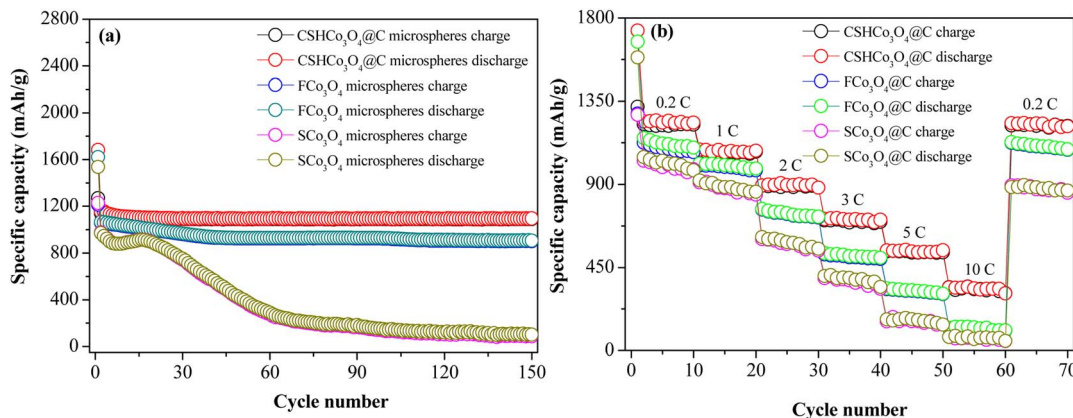 (a)
CSHCo₃O₄@C microspheres charge
CSHCo₃O₄@C microspheres discharge
FCo₃O₄ microspheres charge
FCo₃O₄ microspheres discharge
SCo₃O₄ microspheres charge
SCo₃O₄ microspheres discharge
Specific capacity (mAh/g)
2800
2400
2000
1600
1200
800
400
0
0 30 60 90 120 150
Cycle number
(b)
CSHCo₃O₄@C charge
CSHCo₃O₄@C discharge
FCo₃O₄@C charge
FCo₃O₄@C discharge
SCo₃O₄@C charge
SCo₃O₄@C discharge
0.2 C
1 C
2 C
3 C
5 C
10 C
0.2 C
Specific capacity (mAh/g)
1800
1350
900
450
0
0 10 20 30 40 50 60 70
Cycle number